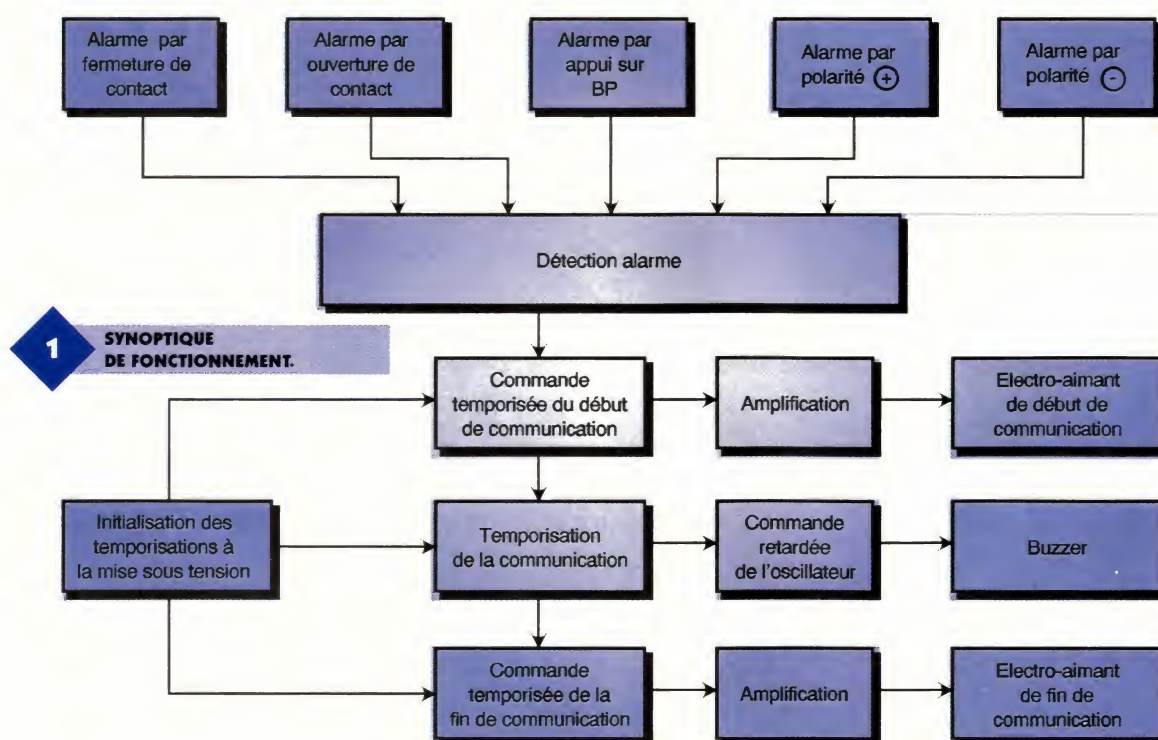 Alarme par
fermeture de
contact
Alarme par
ouverture de
contact
Alarme par
appui sur
BP
Alarme par
polarité +
Alarme par
polarité -
Détection alarme
1
SYNOPTIQUE
DE FONCTIONNEMENT.
Commande
temporisée du début
de communication
Amplification
Electro-aimant
de début de
communication
Initialisation des
temporisations à
la mise sous tension
Temporisation
de la communication
Commande
retardée
de l'oscillateur
Buzzer
Commande
temporisée de la
fin de communication
Amplification
Electro-aimant
de fin de
communication